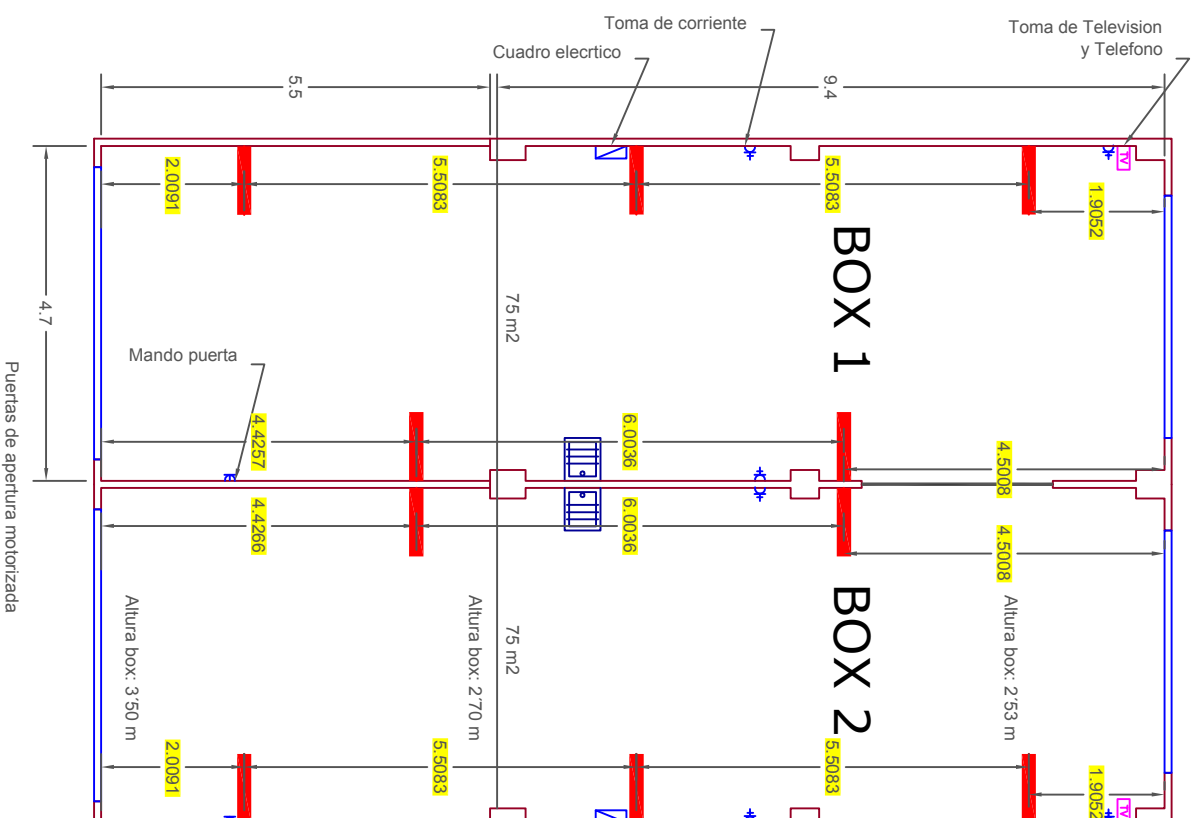 Toma de corriente
Toma de Television
y Telefono
Cuadro elecrtico
5.5
9.4
2.0091
5.5083
5.5083
1.9052
TV
BOX 1
75 m2
4.7
Mando puerta
Puertas de apertura motorizada
4.4257
6.0036
4.5008
4.4266
6.0036
4.5008
BOX 2
Altura box: 3'50 m
Altura box: 2'70 m
75 m2
Altura box: 2'53 m
2.0091
5.5083
5.5083
1.9052
TV